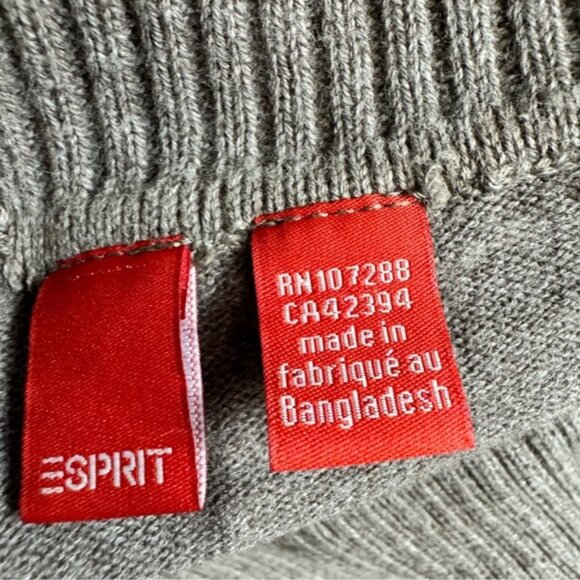 ESPRIT
RN107288
CA42394
made in
fabriqué au
Bangladesh